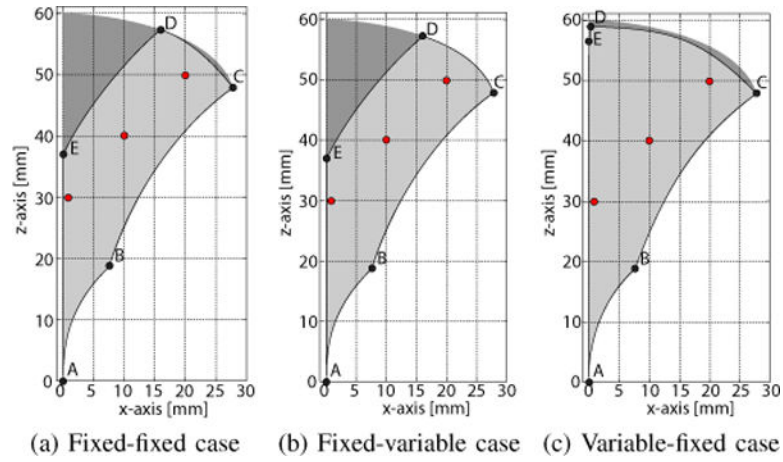 60
50
40
30
20
10
0
z-axis [mm]
D
C
E
B
A
0 5 10 15 20 25 30
x-axis [mm]
(a) Fixed-fixed case
60
50
40
30
20
10
0
z-axis [mm]
D
C
E
B
A
0 5 10 15 20 25 30
x-axis [mm]
(b) Fixed-variable case
60
50
40
30
20
10
0
z-axis [mm]
D
E
C
B
A
0 5 10 15 20 25 30
x-axis [mm]
(c) Variable-fixed case